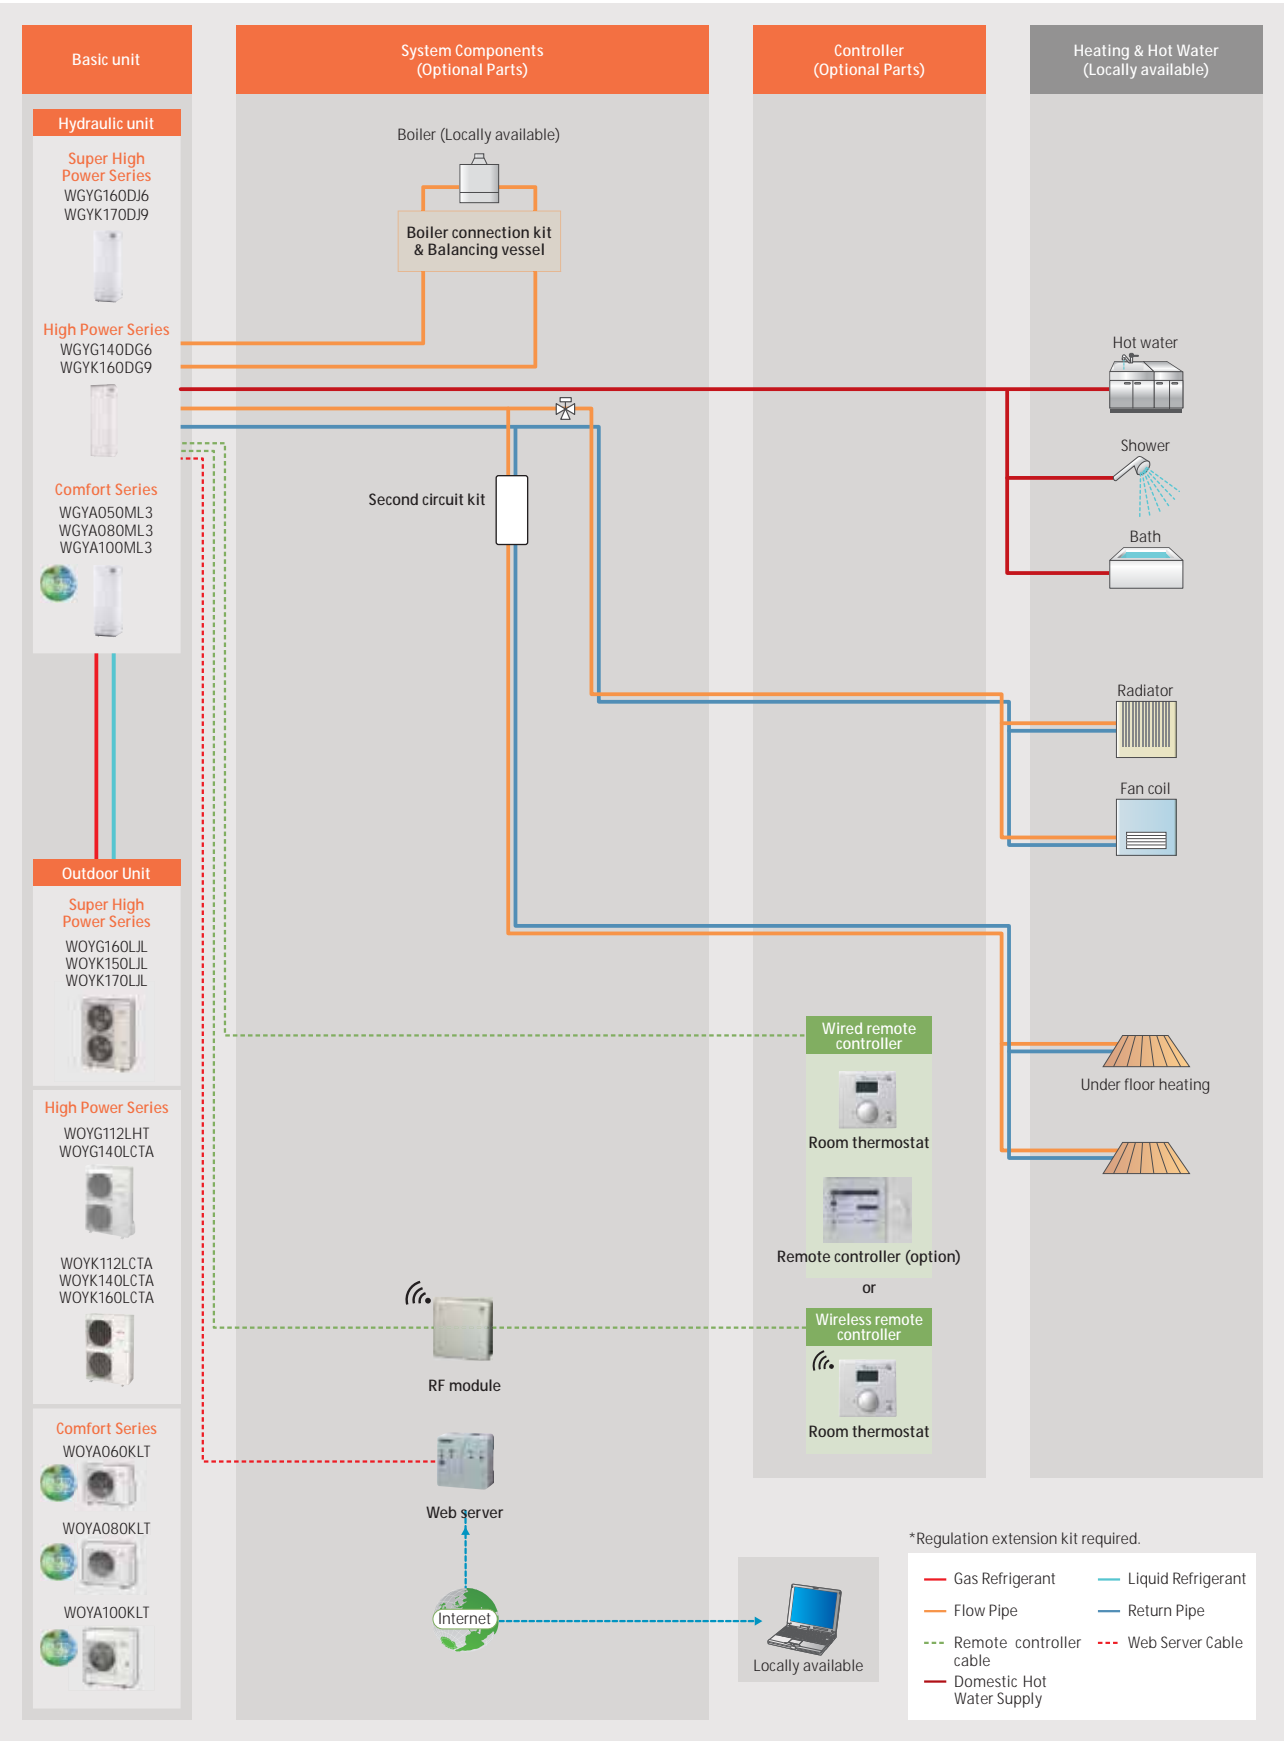 Basic unit
System Components
(Optional Parts)
Controller
(Optional Parts)
Heating & Hot Water
(Locally available)
Hydraulic unit
Super High
Power Series
WGYG160DJ6
WGYK170DJ9
High Power Series
WGYG140DG6
WGYK160DG9
Comfort Series
WGYA050ML3
WGYA080ML3
WGYA100ML3
Outdoor Unit
Super High
Power Series
WOYG160LJL
WOYK150LJL
WOYK170LJL
High Power Series
WOYG112LHT
WOYG140LCTA
WOYK112LCTA
WOYK140LCTA
WOYK160LCTA
Comfort Series
WOYA060KLT
WOYA080KLT
WOYA100KLT
Boiler (Locally available)
Boiler connection kit
& Balancing vessel
Second circuit kit
RF module
Web server
Internet
Wired remote
controller
Room thermostat
Remote controller (option)
or
Wireless remote
controller
Room thermostat
Locally available
Hot water
Shower
Bath
Radiator
Fan coil
Under floor heating
*Regulation extension kit required.
Gas Refrigerant
Liquid Refrigerant
Flow Pipe
Return Pipe
Remote controller
cable
Web Server Cable
Domestic Hot
Water Supply